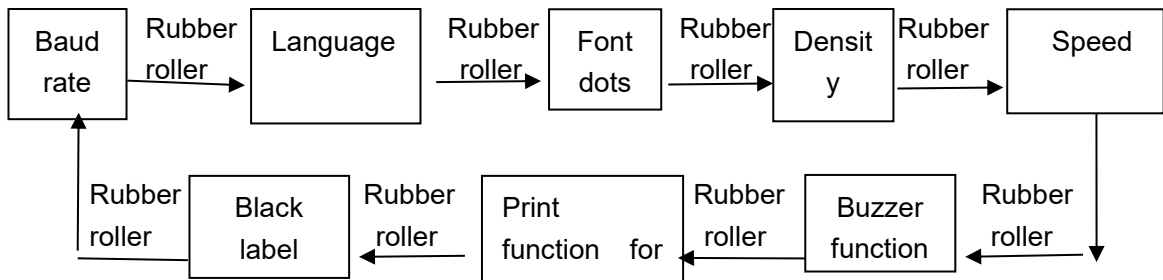 Baud
rate
Rubber
roller
Language
Rubber
roller
Font
dots
Rubber
roller
Densit
y
Rubber
roller
Speed
Rubber
roller
Black
label
Rubber
roller
Print
function for
Rubber
roller
Buzzer
function
Rubber
roller